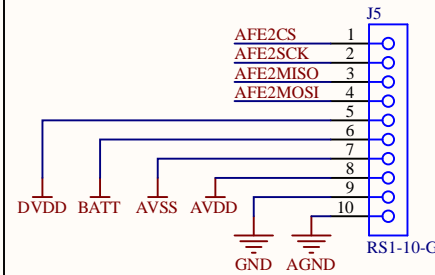 J5
AFE2CS 1
AFE2SCK 2
AFE2MISO 3
AFE2MOSI 4
5
6
7
8
9
10
DVDD BATT AVSS AVDD
RS1-10-G
GND AGND